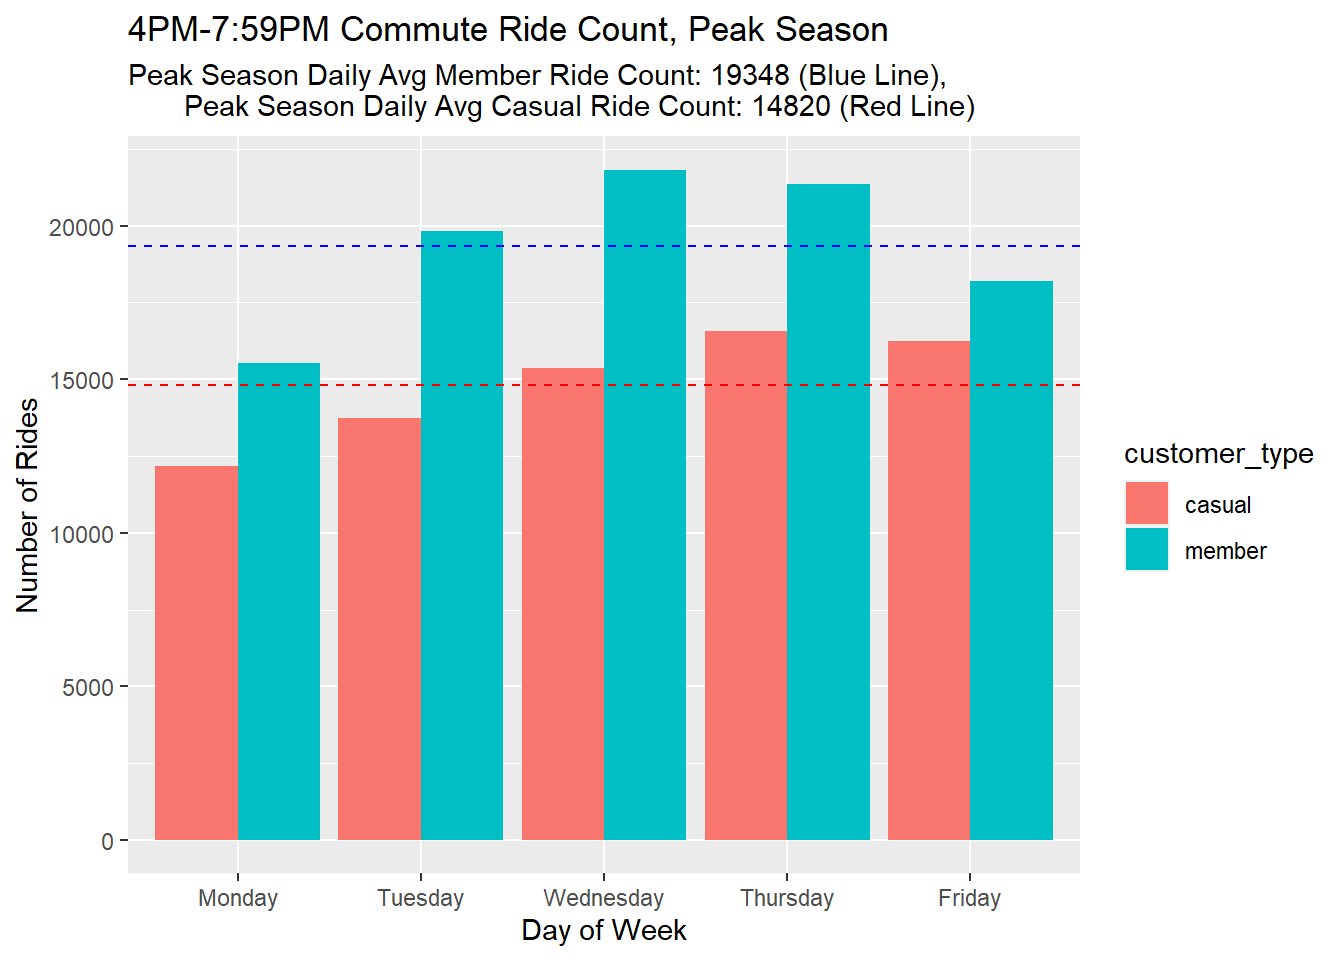 4PM-7:59PM Commute Ride Count, Peak Season
Peak Season Daily Avg Member Ride Count: 19348 (Blue Line),
Peak Season Daily Avg Casual Ride Count: 14820 (Red Line)
Number of Rides
20000
15000
10000
5000
0
Monday
Tuesday
Wednesday
Thursday
Friday
Day of Week
customer_type
casual
member